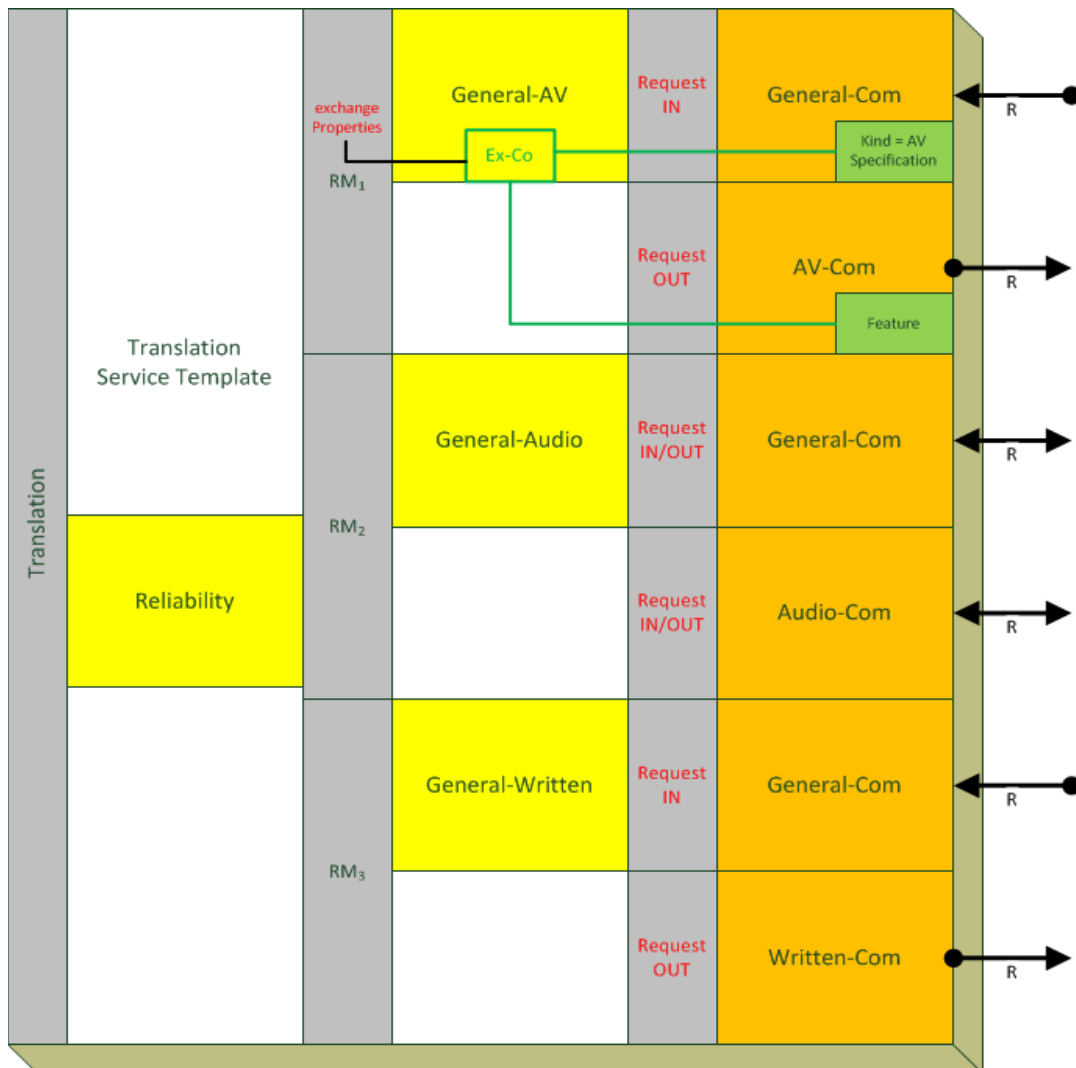 Translation
Translation
Service Template
Reliability
exchange
Properties
RM₁
General-AV
Ex-Co
Request
IN
General-Com
Kind = AV
Specification
R
Request
OUT
AV-Com
Feature
R
RM₂
General-Audio
Request
IN/OUT
General-Com
R
Request
IN/OUT
Audio-Com
R
RM₃
General-Written
Request
IN
General-Com
R
Request
OUT
Written-Com
R